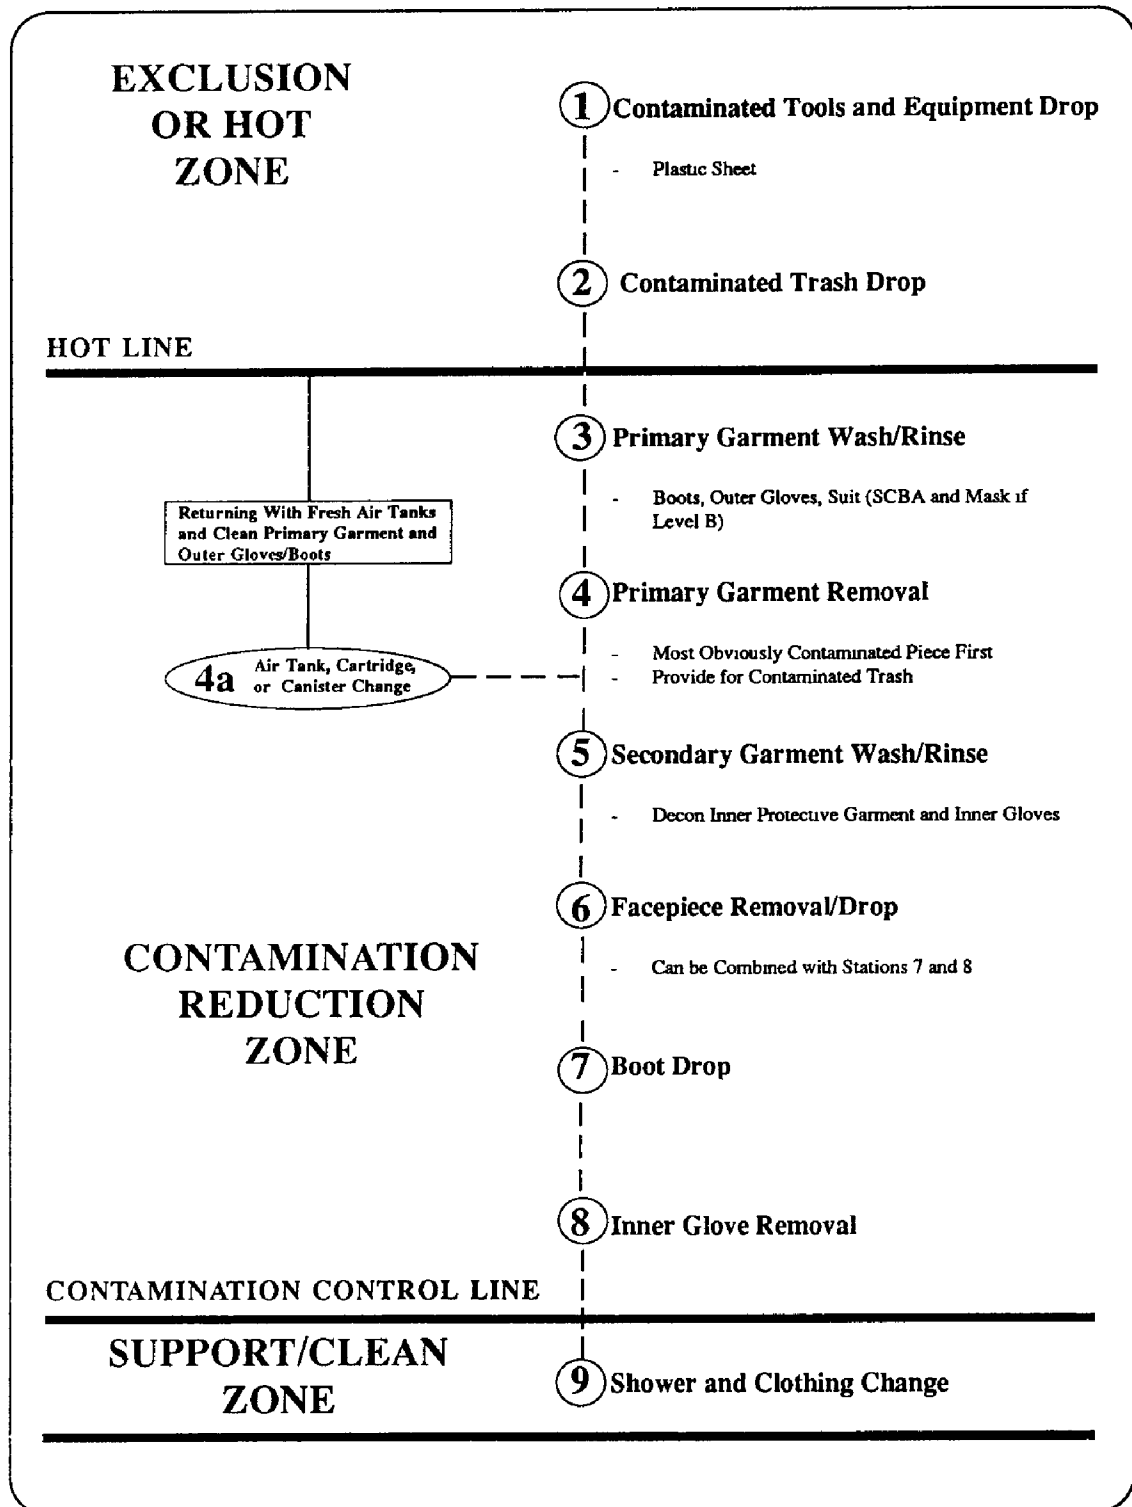 EXCLUSION
OR HOT
ZONE
1 Contaminated Tools and Equipment Drop
- Plastic Sheet
2 Contaminated Trash Drop
HOT LINE
3 Primary Garment Wash/Rinse
- Boots, Outer Gloves, Suit (SCBA and Mask if
Level B)
Returning With Fresh Air Tanks
and Clean Primary Garment and
Outer Gloves/Boots
4 Primary Garment Removal
- Most Obviously Contaminated Piece First
- Provide for Contaminated Trash
4a Air Tank, Cartridge,
or Canister Change
5 Secondary Garment Wash/Rinse
- Decon Inner Protective Garment and Inner Gloves
6 Facepiece Removal/Drop
- Can be Combined with Stations 7 and 8
CONTAMINATION
REDUCTION
ZONE
7 Boot Drop
8 Inner Glove Removal
CONTAMINATION CONTROL LINE
SUPPORT/CLEAN
ZONE
9 Shower and Clothing Change